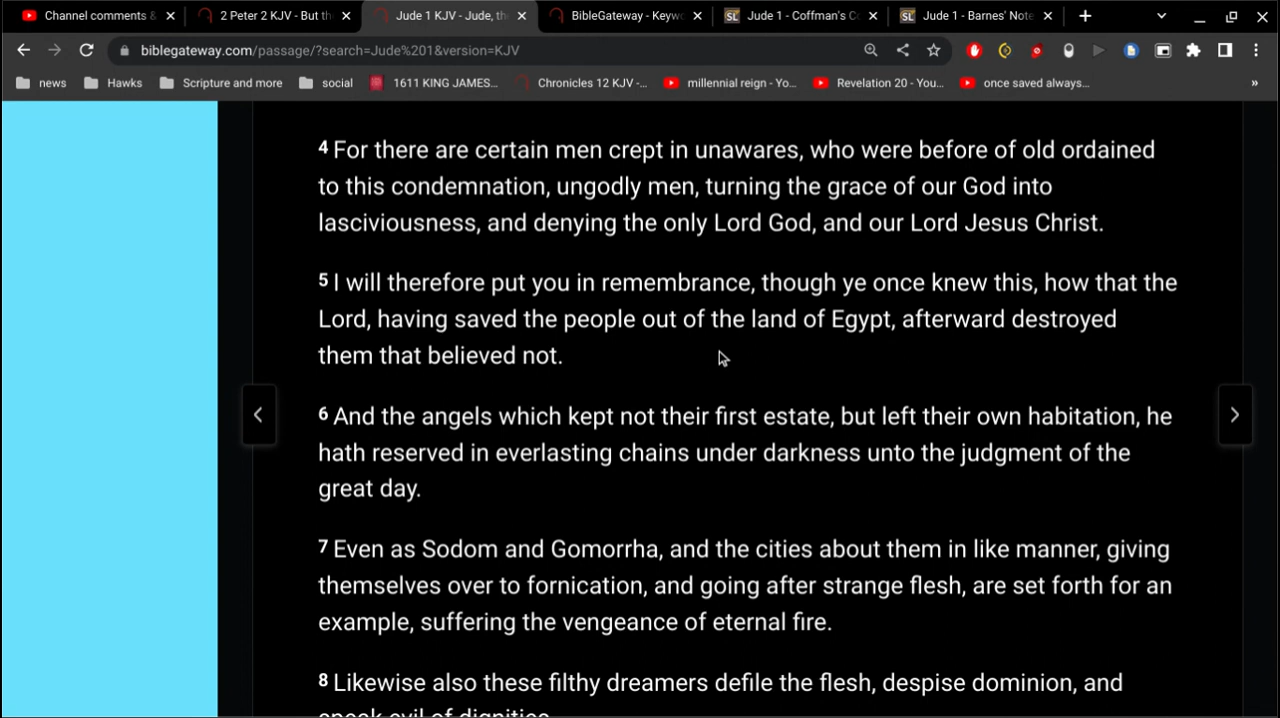 Channel comments &
2 Peter 2 KJV - But the
Jude 1 KJV - Jude, the
BibleGateway - Keywo
SL Jude 1 - Coffman's Co
SL Jude 1 - Barnes' Note
biblegateway.com/passage/?search=Jude%201&version=KJV
news
Hawks
Scripture and more
social
1611 KING JAMES...
Chronicles 12 KJV -...
millennial reign - Yo...
Revelation 20 - You...
once saved always...
»
4 For there are certain men crept in unawares, who were before of old ordained
to this condemnation, ungodly men, turning the grace of our God into
lasciviousness, and denying the only Lord God, and our Lord Jesus Christ.
5 I will therefore put you in remembrance, though ye once knew this, how that the
Lord, having saved the people out of the land of Egypt, afterward destroyed
them that believed not.
6 And the angels which kept not their first estate, but left their own habitation, he
hath reserved in everlasting chains under darkness unto the judgment of the
great day.
7 Even as Sodom and Gomorrha, and the cities about them in like manner, giving
themselves over to fornication, and going after strange flesh, are set forth for an
example, suffering the vengeance of eternal fire.
8 Likewise also these filthy dreamers defile the flesh, despise dominion, and
speak evil of dignities.